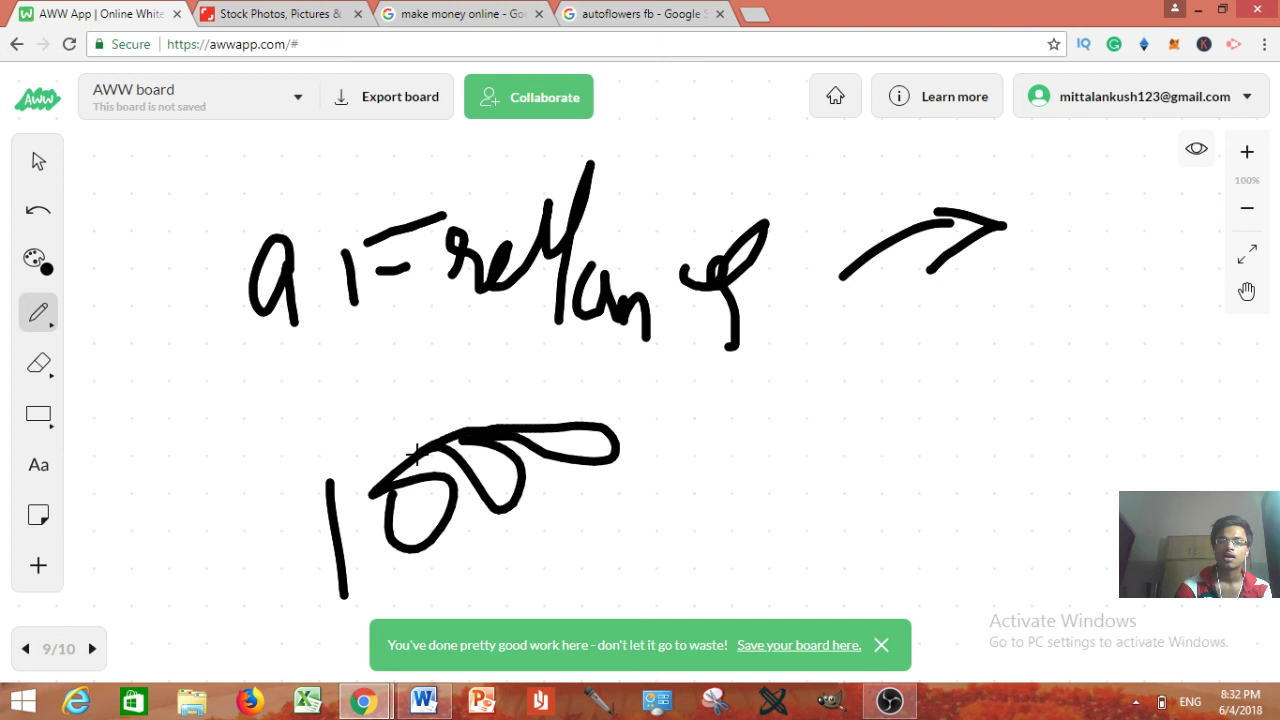 AWW App | Online White
Stock Photos, Pictures &
make money online - Go
autoflowers fb - Google S
Secure https://awwapp.com/#
AWW board
This board is not saved
Export board
Collaborate
Learn more
mittalankush123@gmail.com
100%
Aa
1000
You've done pretty good work here - don't let it go to waste! Save your board here.
Activate Windows
Go to PC settings to activate Windows.
9/10
ENG
8:32 PM
6/4/2018